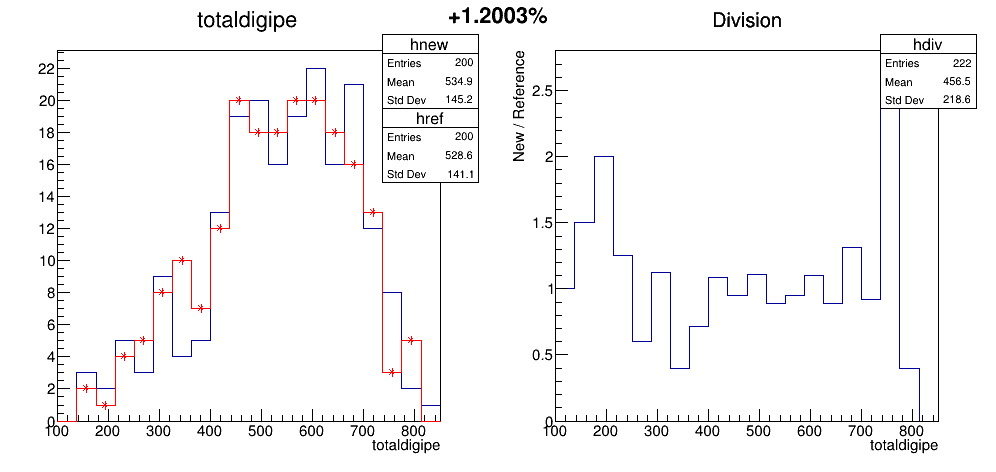 +1.2003%
totaldigipe
hnew
Entries 200
Mean 534.9
Std Dev 145.2
href
Entries 200
Mean 528.6
Std Dev 141.1
22
20
18
16
14
12
10
8
6
4
2
0
100 200 300 400 500 600 700 800
totaldigipe
Division
hdiv
Entries 222
Mean 456.5
Std Dev 218.6
New / Reference
2.5
2
1.5
1
0.5
0
100 200 300 400 500 600 700 800
totaldigipe